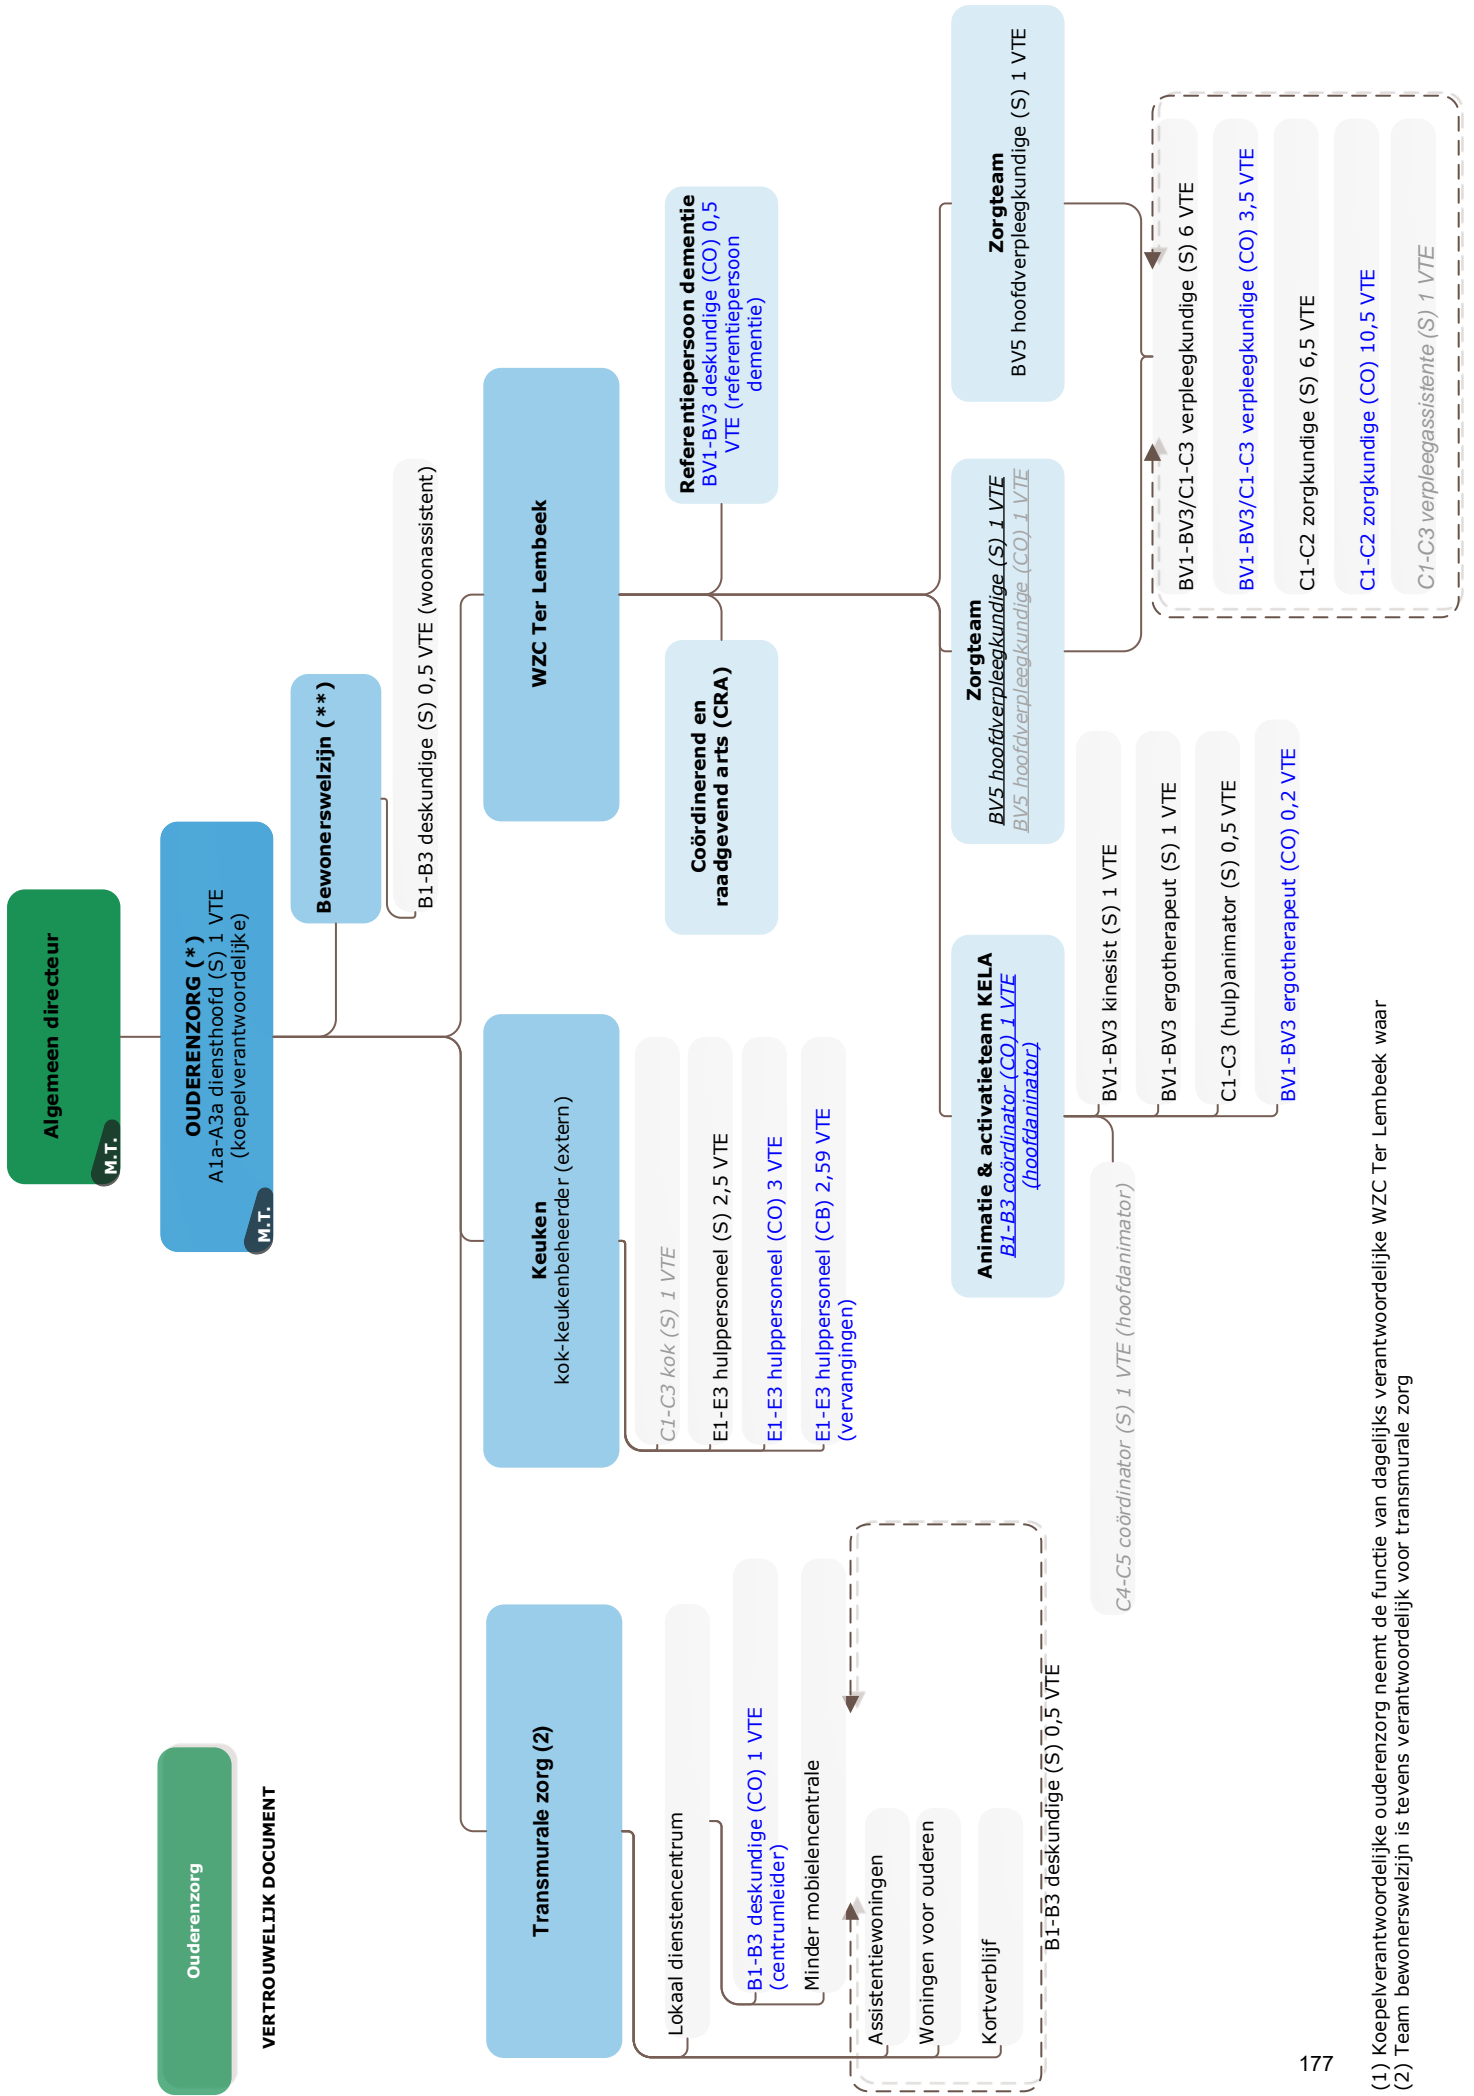 Ouderenzorg
VERTROUWELIJK DOCUMENT
Algemeen directeur
M.T.
OUDERENZORG (*)
A1a-A3a diensthoofd (S) 1 VTE
(koepelverantwoordelijke)
M.T.
Bewonerswelzijn (**)
B1-B3 deskundige (S) 0,5 VTE (woonassistent)
Transmurale zorg (2)
Lokaal dienstencentrum
B1-B3 deskundige (CO) 1 VTE
(centrumleider)
Minder mobielencentrale
Assistentiewoningen
Woningen voor ouderen
Kortverblijf
B1-B3 deskundige (S) 0,5 VTE
Keuken
kok-keukenbeheerder (extern)
C1-C3 kok (S) 1 VTE
E1-E3 hulppersoneel (S) 2,5 VTE
E1-E3 hulppersoneel (CO) 3 VTE
E1-E3 hulppersoneel (CB) 2,59 VTE
(vervangingen)
WZC Ter Lembeek
Coördinerend en
raadgevend arts (CRA)
Referentiepersoon dementie
BV1-BV3 deskundige (CO) 0,5
VTE (referentiepersoon
dementie)
Animatie & activatieteam KELA
B1-B3 coördinator (CO) 1 VTE
(hoofdaninator)
C4-C5 coördinator (S) 1 VTE (hoofdanimator)
BV1-BV3 kinesist (S) 1 VTE
BV1-BV3 ergotherapeut (S) 1 VTE
C1-C3 (hulp)animator (S) 0,5 VTE
BV1-BV3 ergotherapeut (CO) 0,2 VTE
Zorgteam
BV5 hoofdverpleegkundige (S) 1 VTE
BV5 hoofdverpleegkundige (CO) 1 VTE
Zorgteam
BV5 hoofdverpleegkundige (S) 1 VTE
BV1-BV3/C1-C3 verpleegkundige (S) 6 VTE
BV1-BV3/C1-C3 verpleegkundige (CO) 3,5 VTE
C1-C2 zorgkundige (S) 6,5 VTE
C1-C2 zorgkundige (CO) 10,5 VTE
C1-C3 verpleegassistente (S) 1 VTE
(1) Koepelverantwoordelijke ouderenzorg neemt de functie van dagelijks verantwoordelijke WZC Ter Lembeek waar
(2) Team bewonerswelzijn is tevens verantwoordelijk voor transmurale zorg
177